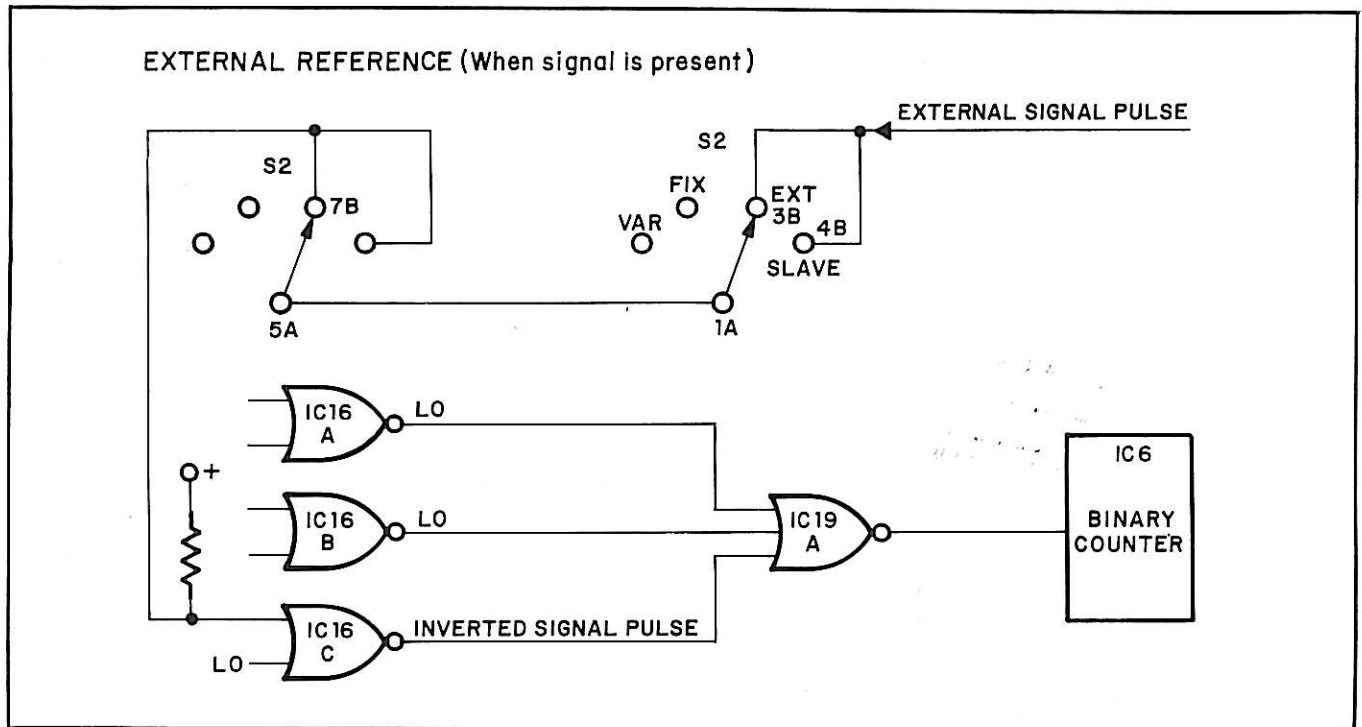 EXTERNAL REFERENCE (When signal is present)
EXTERNAL SIGNAL PULSE
S2
7B
5A
S2
VAR
FIX
EXT
3B
4B
SLAVE
1A
IC16
A
LO
IC16
B
LO
+
IC16
C
LO
INVERTED SIGNAL PULSE
IC19
A
IC6
BINARY
COUNTER